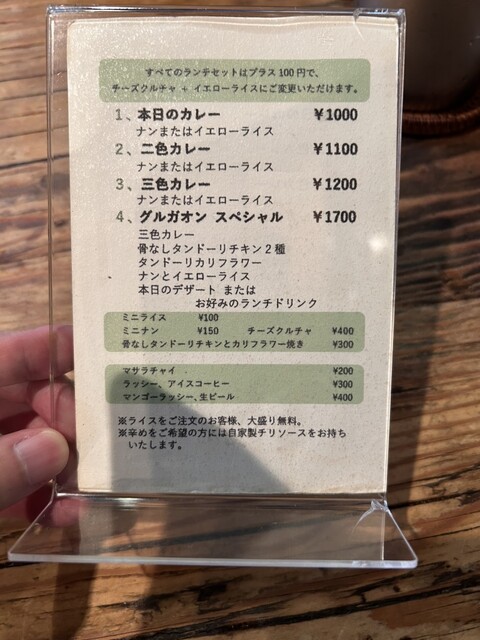 すべてのランチセットはプラス100円で、
チーズクルチャ + イエローライスにご変更いただけます。
1、本日のカレー ￥1000
ナンまたはイエローライス
2、二色カレー ￥1100
ナンまたはイエローライス
3、三色カレー ￥1200
ナンまたはイエローライス
4、グルガオン スペシャル ￥1700
三色カレー
骨なしタンドーリチキン2種
タンドーリカリフラワー
ナンとイエローライス
本日のデザート または
お好みのランチドリンク
ミニライス ¥100
ミニナン ¥150 チーズクルチャ ¥400
骨なしタンドーリチキンとカリフラワー焼き ¥300
マサラチャイ ¥200
ラッシー、アイスコーヒー ¥300
マンゴーラッシー、生ビール ¥400
※ライスをご注文のお客様、大盛り無料。
※辛めをご希望の方には自家製チリソースをお持ち
いたします。